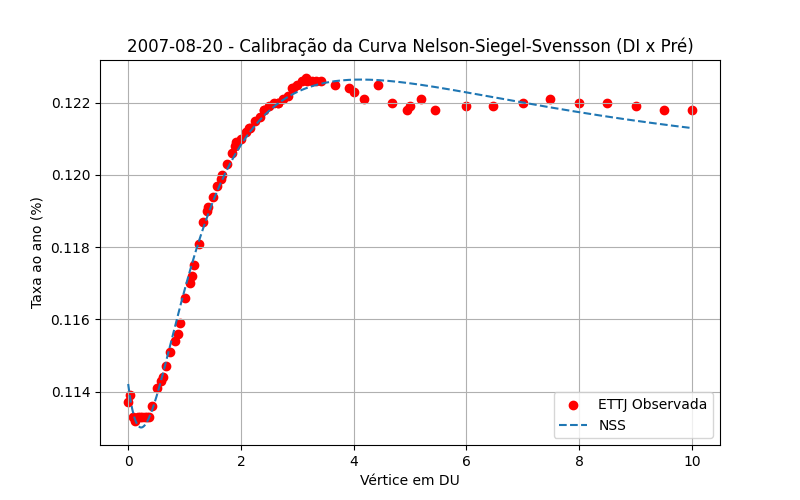 2007-08-20 - Calibração da Curva Nelson-Siegel-Svensson (DI x Pré)
Taxa ao ano (%)
0.122
0.120
0.118
0.116
0.114
ETTJ Observada
NSS
0 2 4 6 8 10
Vértice em DU